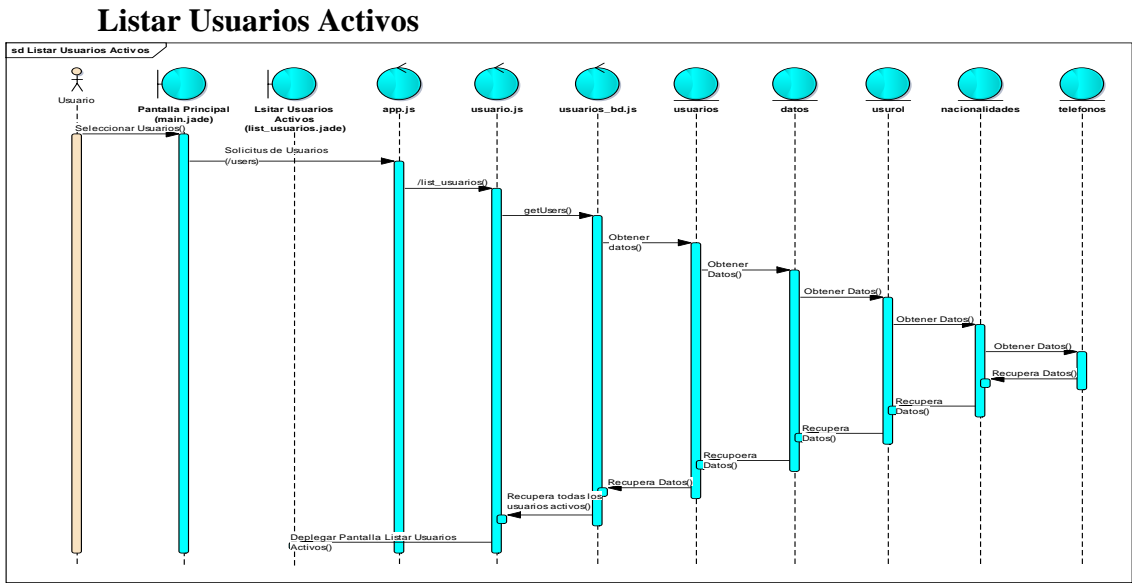 Listar Usuarios Activos
sd Listar Usuarios Activos
Usuario
Pantalla Principal
(main.jade)
Lsitar Usuarios
Activos
(list_usuarios.jade)
app.js
usuario.js
usuarios_bd.js
usuarios
datos
usurol
nacionalidades
telefonos
Seleccionar Usuarios()
Solicitus de Usuarios
(/users)
/list_usuarios()
getUsers()
Obtener
datos()
Obtener
Datos()
Obtener Datos()
Obtener Datos()
Obtener Datos()
Recupera Datos()
Recupera
Datos()
Recupera
Datos()
Recupoera
Datos()
Recupera Datos()
Recupera todas los
usuarios activos()
Deplegar Pantalla Listar Usuarios
Activos()